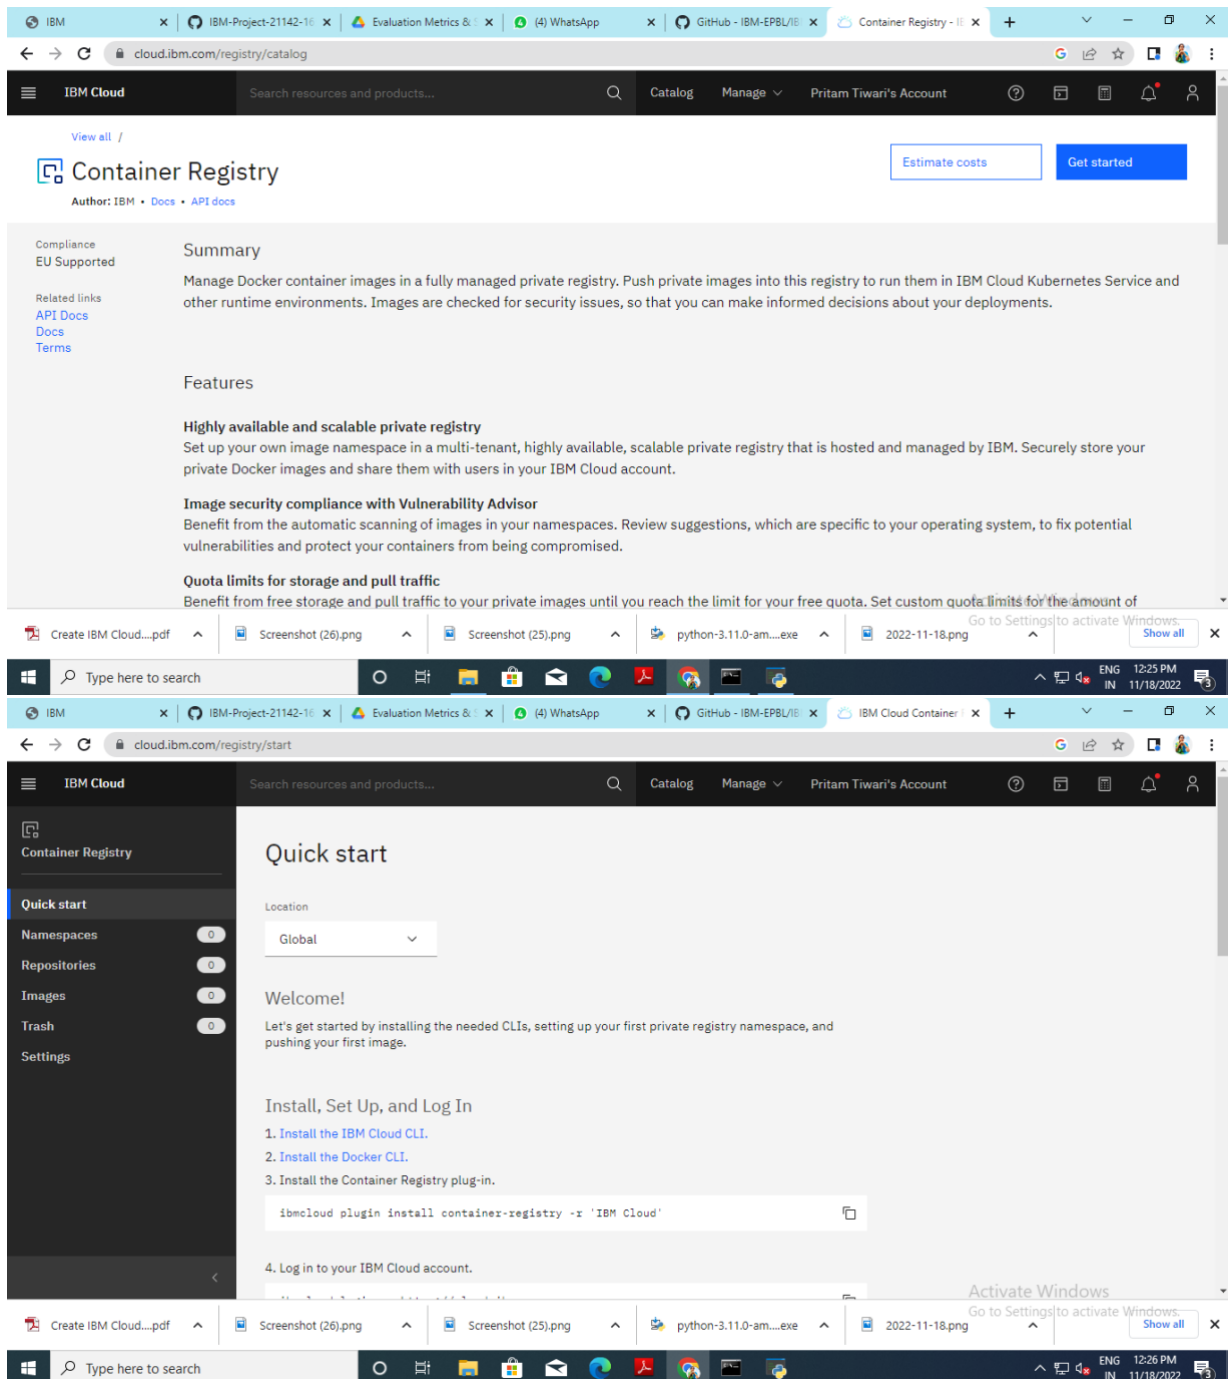 IBM
IBM-Project-21142-16
Evaluation Metrics & S
(4) WhatsApp
GitHub - IBM-EPBL/IB
Container Registry - IB
cloud.ibm.com/registry/catalog
IBM Cloud
Search resources and products...
Catalog
Manage
Pritam Tiwari's Account
View all /
Container Registry
Estimate costs
Get started
Author: IBM • Docs • API docs
Compliance
EU Supported
Related links
API Docs
Docs
Terms
Summary
Manage Docker container images in a fully managed private registry. Push private images into this registry to run them in IBM Cloud Kubernetes Service and
other runtime environments. Images are checked for security issues, so that you can make informed decisions about your deployments.
Features
Highly available and scalable private registry
Set up your own image namespace in a multi-tenant, highly available, scalable private registry that is hosted and managed by IBM. Securely store your
private Docker images and share them with users in your IBM Cloud account.
Image security compliance with Vulnerability Advisor
Benefit from the automatic scanning of images in your namespaces. Review suggestions, which are specific to your operating system, to fix potential
vulnerabilities and protect your containers from being compromised.
Quota limits for storage and pull traffic
Benefit from free storage and pull traffic to your private images until you reach the limit for your free quota. Set custom quota limits for the amount of
Activate Windows
Go to Settings to activate Windows.
Create IBM Cloud....pdf
Screenshot (26).png
Screenshot (25).png
python-3.11.0-am....exe
2022-11-18.png
Show all
Type here to search
ENG
IN
12:25 PM
11/18/2022
3
IBM
IBM-Project-21142-16
Evaluation Metrics & S
(4) WhatsApp
GitHub - IBM-EPBL/IB
IBM Cloud Container
cloud.ibm.com/registry/start
IBM Cloud
Search resources and products...
Catalog
Manage
Pritam Tiwari's Account
Container Registry
Quick start
Namespaces 0
Repositories 0
Images 0
Trash 0
Settings
Quick start
Location
Global
Welcome!
Let's get started by installing the needed CLIs, setting up your first private registry namespace, and
pushing your first image.
Install, Set Up, and Log In
1. Install the IBM Cloud CLI.
2. Install the Docker CLI.
3. Install the Container Registry plug-in.
ibmcloud plugin install container-registry -r 'IBM Cloud'
4. Log in to your IBM Cloud account.
Activate Windows
Go to Settings to activate Windows.
Create IBM Cloud....pdf
Screenshot (26).png
Screenshot (25).png
python-3.11.0-am....exe
2022-11-18.png
Show all
Type here to search
ENG
IN
12:26 PM
11/18/2022
3